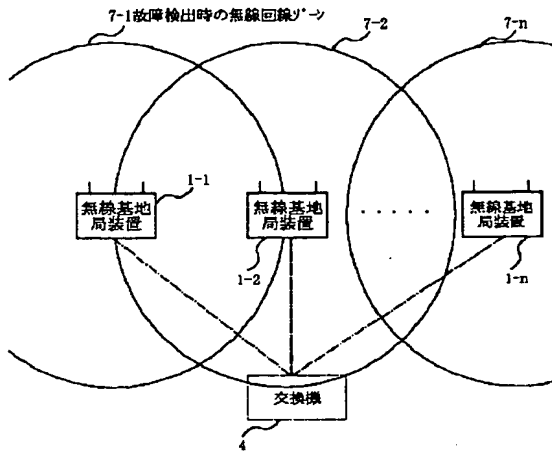 7-1故障検出時の無線回線ゾーン
7-2
7-n
1-1
無線基地
局装置
無線基地
局装置
無線基地
局装置
1-2
1-n
交換機
4